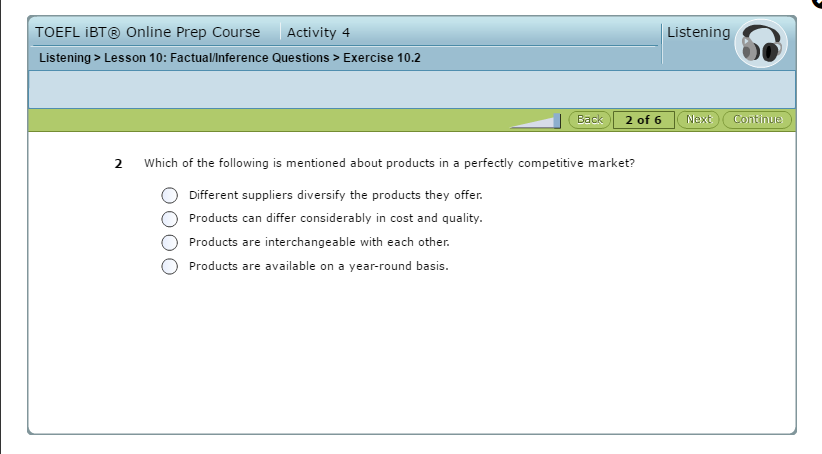 TOEFL iBT® Online Prep Course Activity 4 Listening
Listening > Lesson 10: Factual/Inference Questions > Exercise 10.2
Back 2 of 6 Next Continue
2 Which of the following is mentioned about products in a perfectly competitive market?
Different suppliers diversify the products they offer.
Products can differ considerably in cost and quality.
Products are interchangeable with each other.
Products are available on a year-round basis.